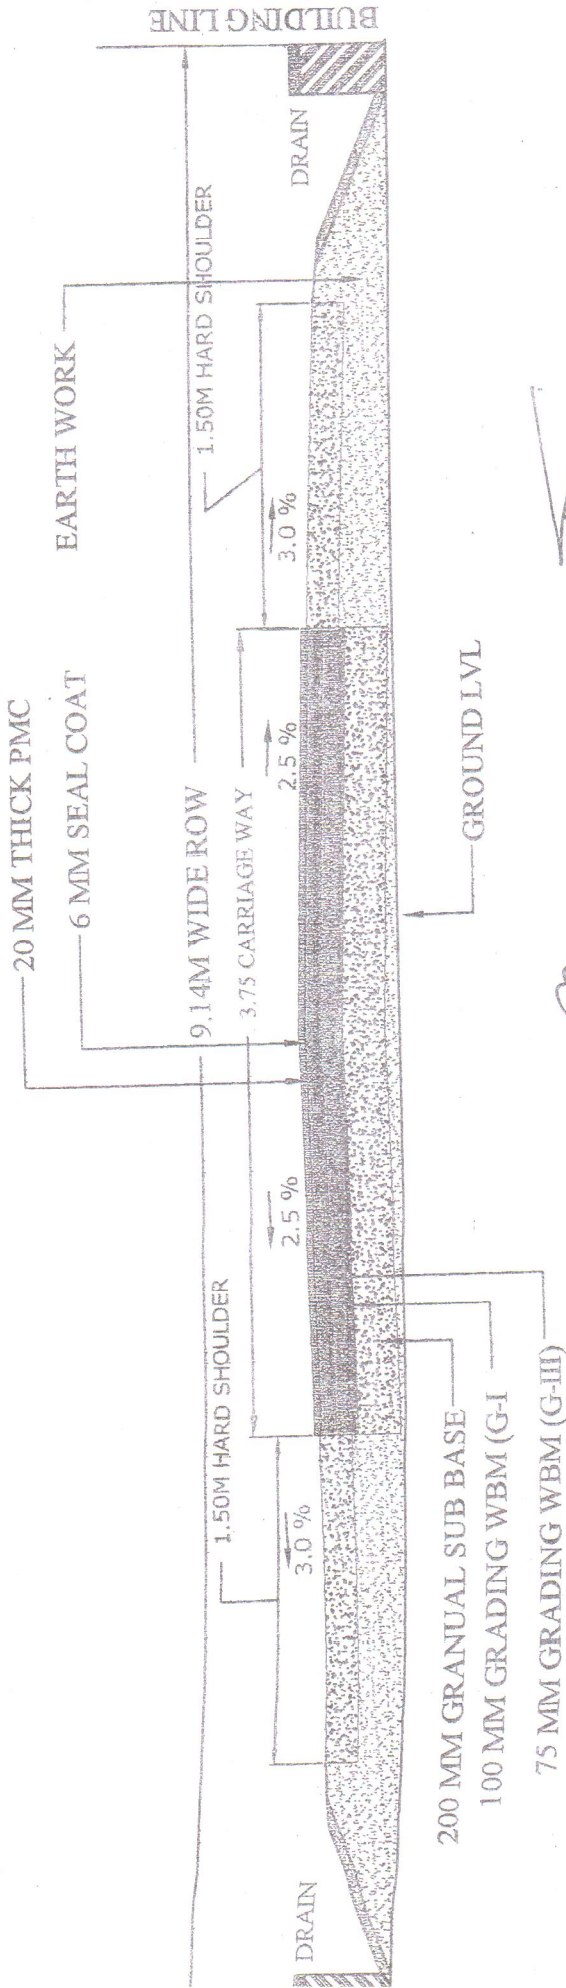 20 MM THICK PMC
6 MM SEAL COAT
EARTH WORK
BUILDING LINE
9.14M WIDE ROW
1.50M HARD SHOULDER
3.75 CARRIAGE WAY
1.50M HARD SHOULDER
DRAIN
3.0 %
2.5 %
2.5 %
3.0 %
DRAIN
GROUND LVL
200 MM GRANUAL SUB BASE
100 MM GRADING WBM (G-I
75 MM GRADING WBM (G-III)